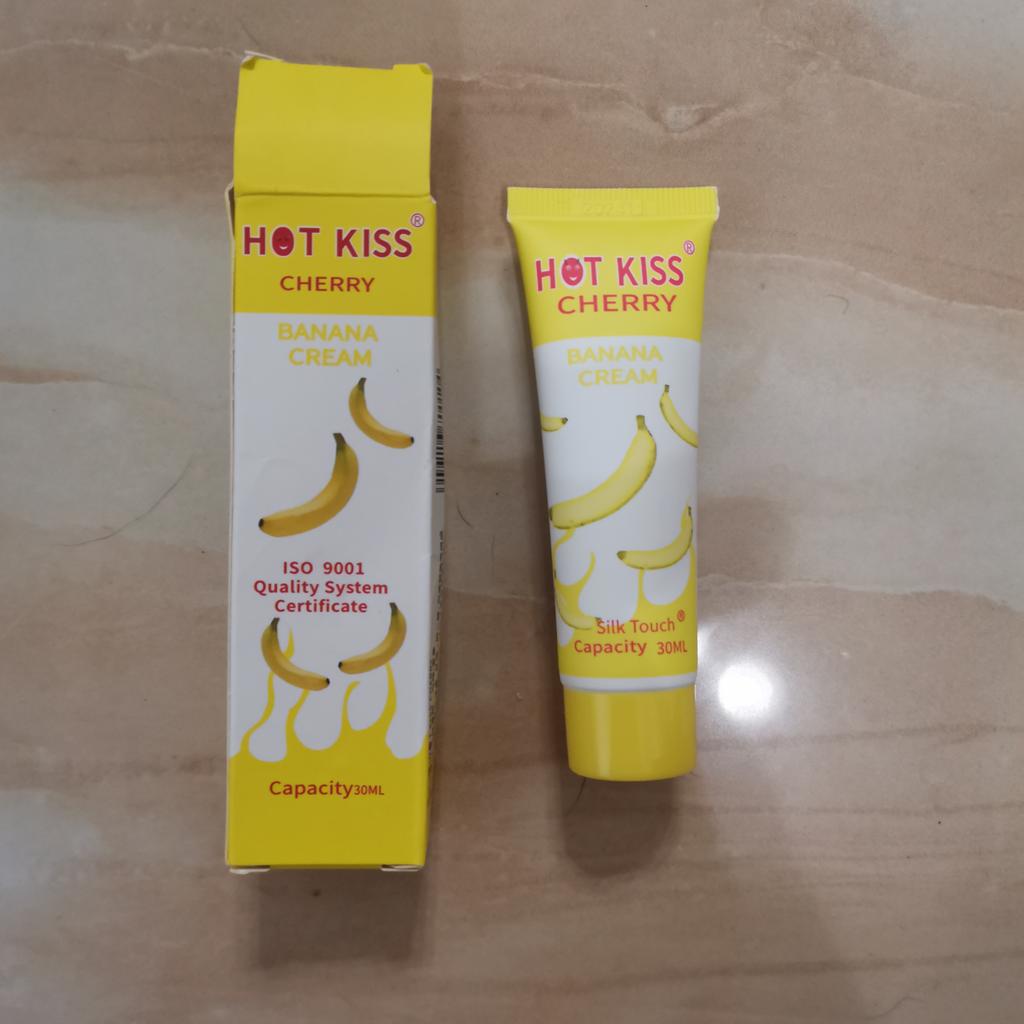 HOT KISS®
CHERRY
BANANA
CREAM
ISO 9001
Quality System
Certificate
Capacity30ML
HOT KISS®
CHERRY
BANANA
CREAM
Silk Touch®
Capacity 30ML